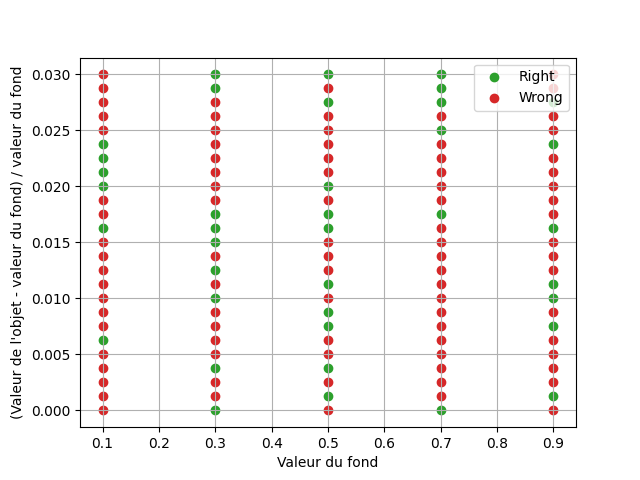 Right
Wrong
0.030
0.025
0.020
0.015
0.010
0.005
0.000
(Valeur de l'objet - valeur du fond) / valeur du fond
0.1 0.2 0.3 0.4 0.5 0.6 0.7 0.8 0.9
Valeur du fond